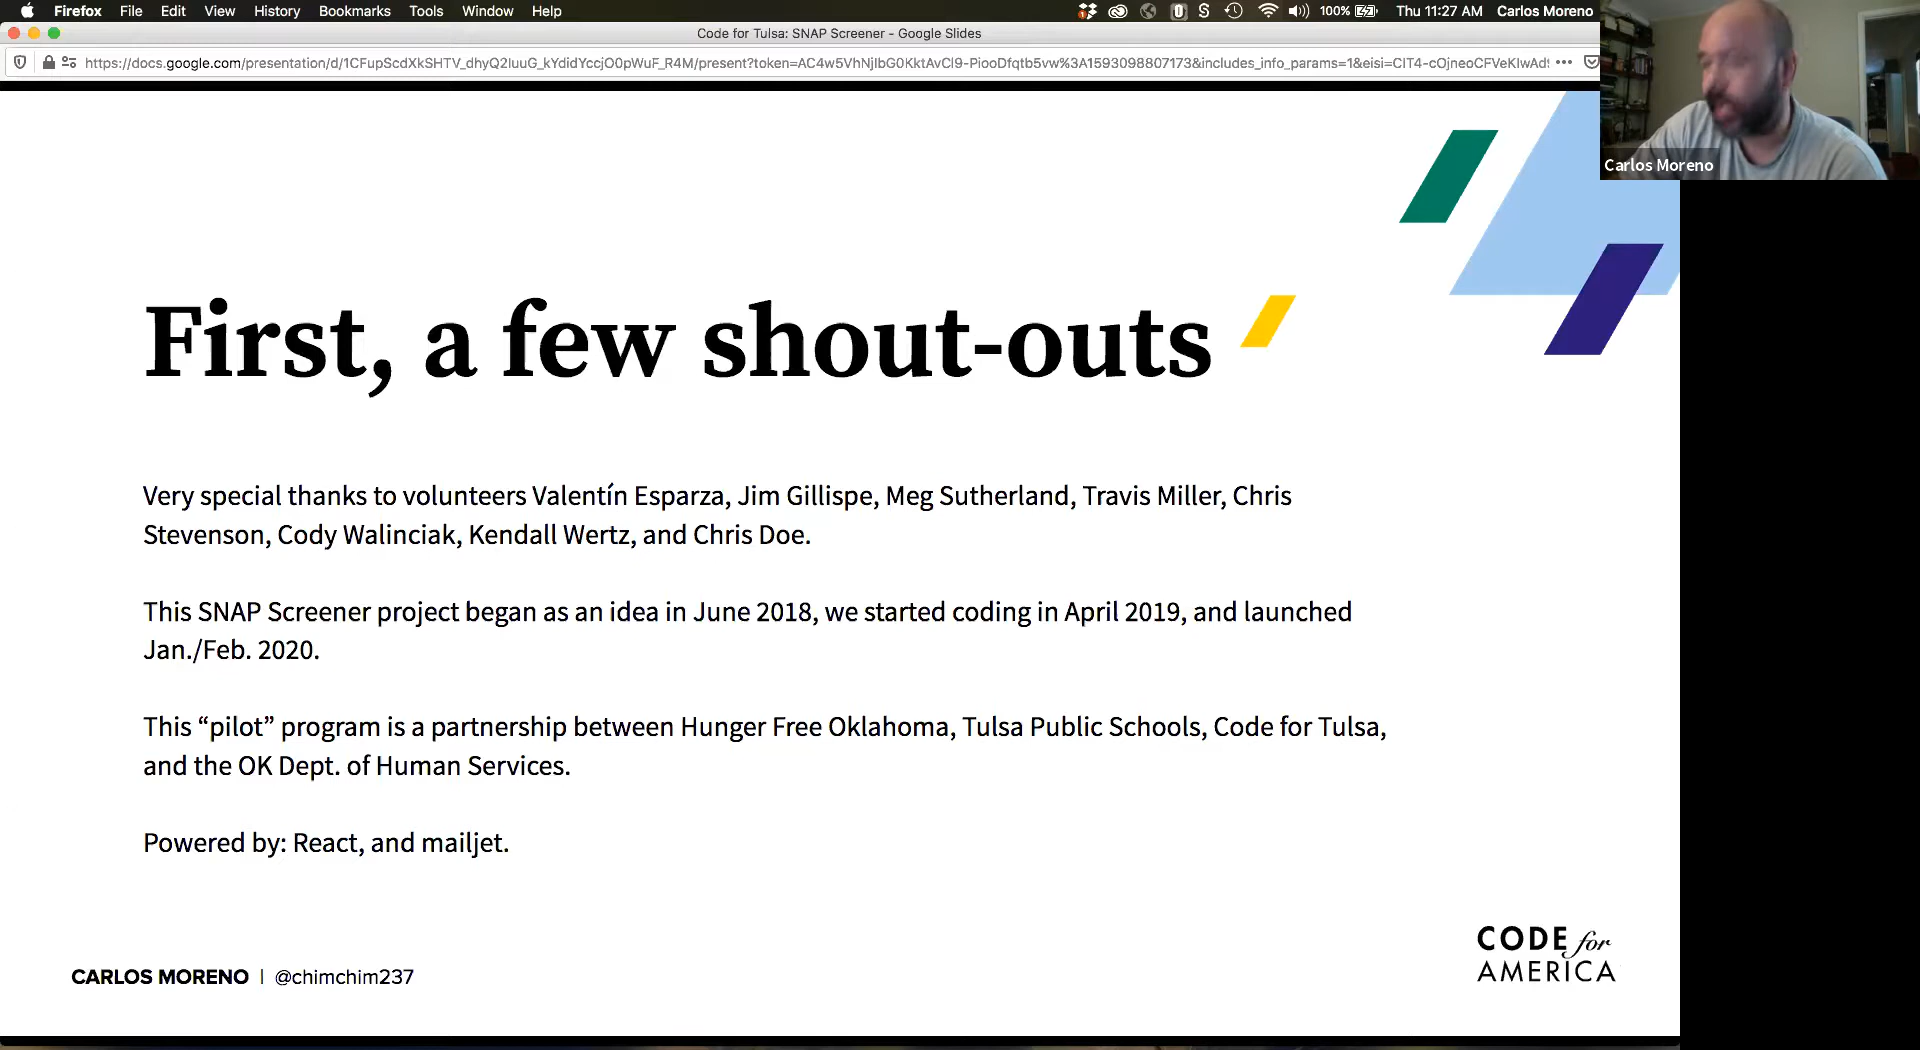 Firefox File Edit View History Bookmarks Tools Window Help 100% Thu 11:27 AM Carlos Moreno
Code for Tulsa: SNAP Screener - Google Slides
Carlos Moreno
First, a few shout-outs
Very special thanks to volunteers Valentín Esparza, Jim Gillispe, Meg Sutherland, Travis Miller, Chris
Stevenson, Cody Walinciak, Kendall Wertz, and Chris Doe.
This SNAP Screener project began as an idea in June 2018, we started coding in April 2019, and launched
Jan./Feb. 2020.
This “pilot” program is a partnership between Hunger Free Oklahoma, Tulsa Public Schools, Code for Tulsa,
and the OK Dept. of Human Services.
Powered by: React, and mailjet.
CARLOS MORENO | @chimchim237
CODE for
AMERICA